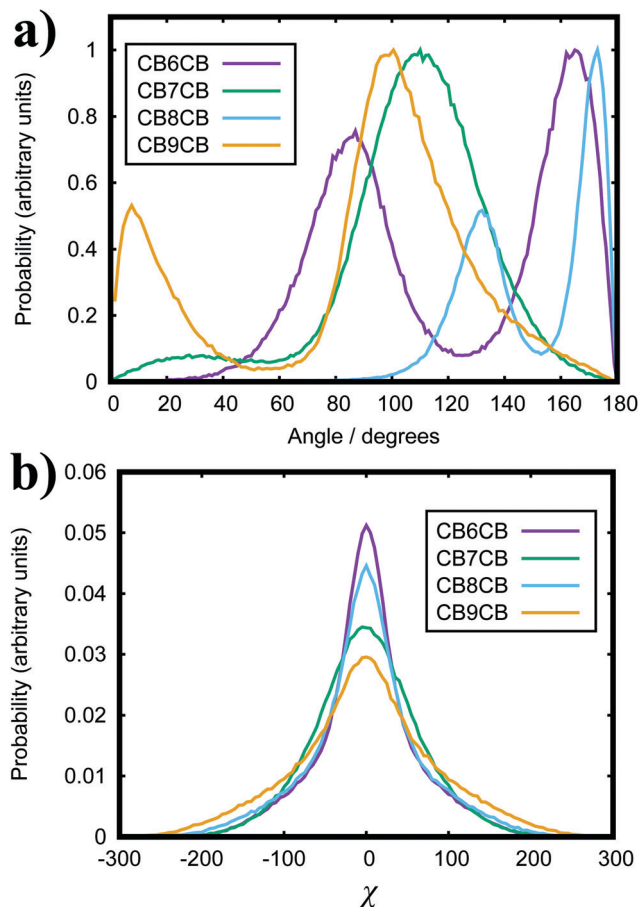 a)
CB6CB
CB7CB
CB8CB
CB9CB
Probability (arbitrary units)
1
0.8
0.6
0.4
0.2
0
0 20 40 60 80 100 120 140 160 180
Angle / degrees
b)
CB6CB
CB7CB
CB8CB
CB9CB
Probability (arbitrary units)
0.06
0.05
0.04
0.03
0.02
0.01
0
-300 -200 -100 0 100 200 300
χ